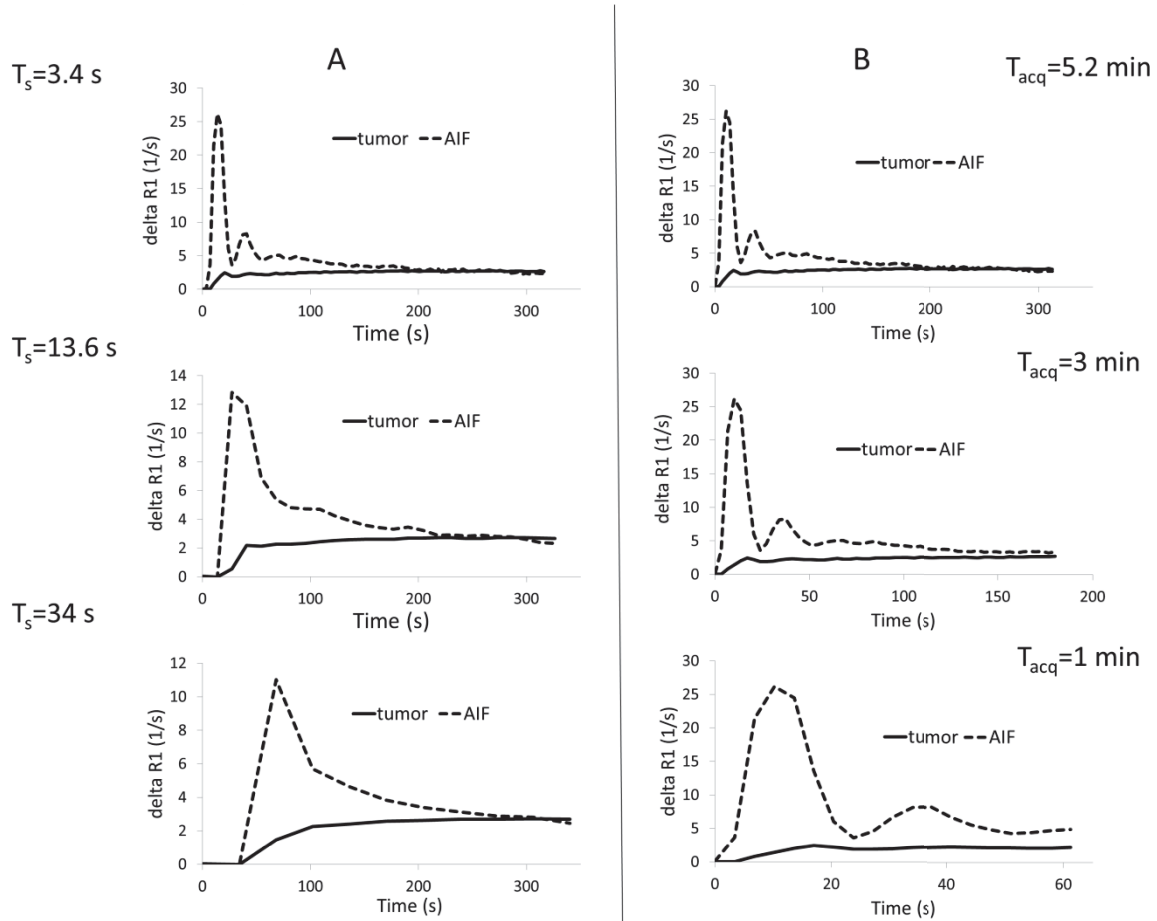 A
B
Ts=3.4 s
Tacq=5.2 min
delta R1 (1/s)
30
25
20
15
10
5
0
tumor AIF
0 100 200 300
Time (s)
delta R1 (1/s)
30
25
20
15
10
5
0
tumor AIF
0 100 200 300
Time (s)
Ts=13.6 s
Tacq=3 min
delta R1 (1/s)
14
12
10
8
6
4
2
0
tumor AIF
0 100 200 300
Time (s)
delta R1 (1/s)
30
25
20
15
10
5
0
tumor AIF
0 50 100 150 200
Time (s)
Ts=34 s
Tacq=1 min
delta R1 (1/s)
12
10
8
6
4
2
0
tumor AIF
0 100 200 300
Time (s)
delta R1 (1/s)
30
25
20
15
10
5
0
tumor AIF
0 20 40 60
Time (s)